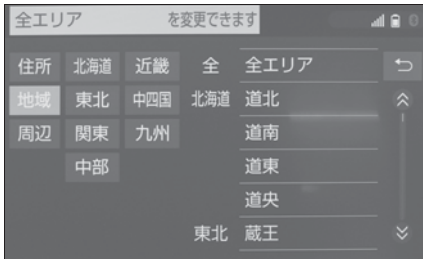 全エリア を変更できます 0
住所 北海道 近畿 全 全エリア
地域 東北 中四国 北海道 道北
周辺 関東 九州 道南
中部 道東
道央
東北 蔵王